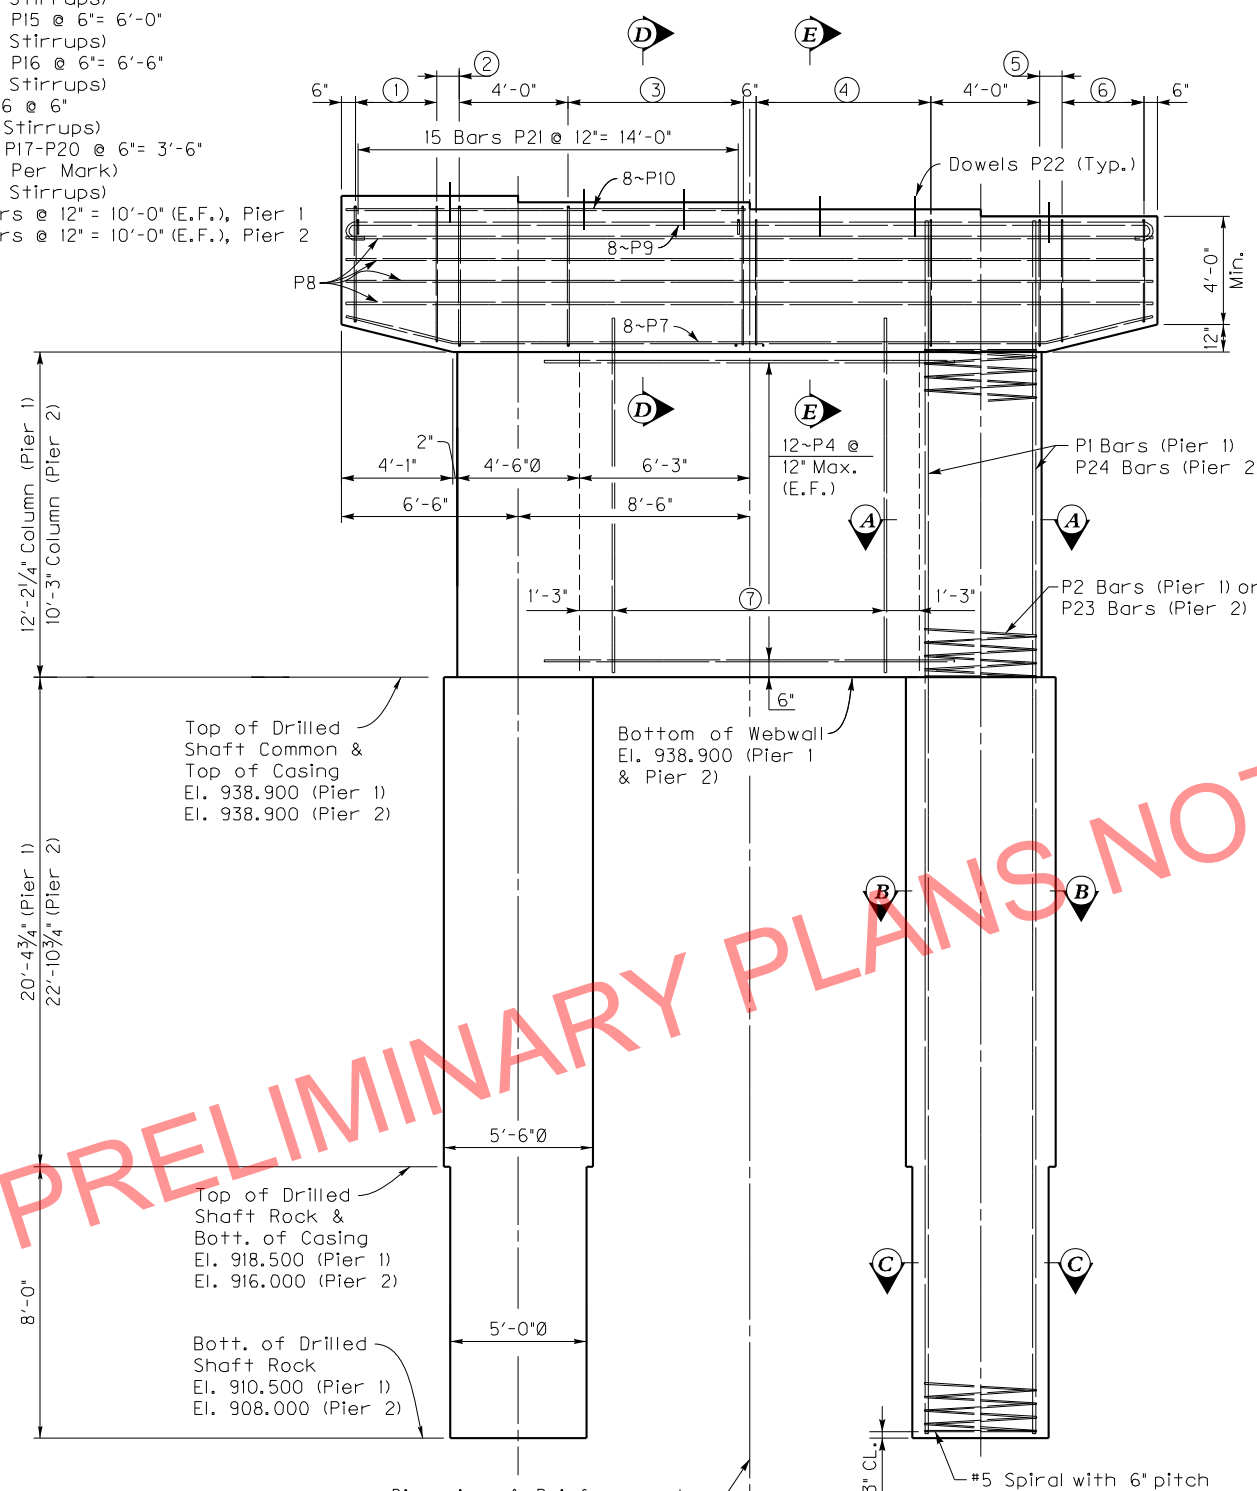 Stirrups)
P15 @ 6"= 6'-0"
Stirrups)
P16 @ 6"= 6'-6"
Stirrups)
6 @ 6"
Stirrups)
P17-P20 @ 6"= 3'-6"
Per Mark)
Stirrups)
rs @ 12" = 10'-0" (E.F.), Pier 1
rs @ 12" = 10'-0" (E.F.), Pier 2
D
E
6" 1 2 4'-0" 3 6" 4 4'-0" 5 6 6"
15 Bars P21 @ 12"= 14'-0"
Dowels P22 (Typ.)
8~P10
8~P9
P8
8~P7
4'-0"
Min.
12"
D
E
12'-2¼" Column (Pier 1)
10'-3" Column (Pier 2)
2"
4'-1" 4'-6"Ø 6'-3"
6'-6" 8'-6"
12~P4 @
12" Max.
(E.F.)
P1 Bars (Pier 1)
P24 Bars (Pier 2
A A
1'-3" 7 1'-3"
P2 Bars (Pier 1) or
P23 Bars (Pier 2)
6"
Top of Drilled
Shaft Common &
Top of Casing
El. 938.900 (Pier 1)
El. 938.900 (Pier 2)
Bottom of Webwall
El. 938.900 (Pier 1
& Pier 2)
20'-4¾" (Pier 1)
22'-10¾" (Pier 2)
B B
PRELIMINARY PLANS NOT
5'-6"Ø
Top of Drilled
Shaft Rock &
Bott. of Casing
El. 918.500 (Pier 1)
El. 916.000 (Pier 2)
C C
8'-0"
5'-0"Ø
Bott. of Drilled
Shaft Rock
El. 910.500 (Pier 1)
El. 908.000 (Pier 2)
3" CL.
#5 Spiral with 6" pitch